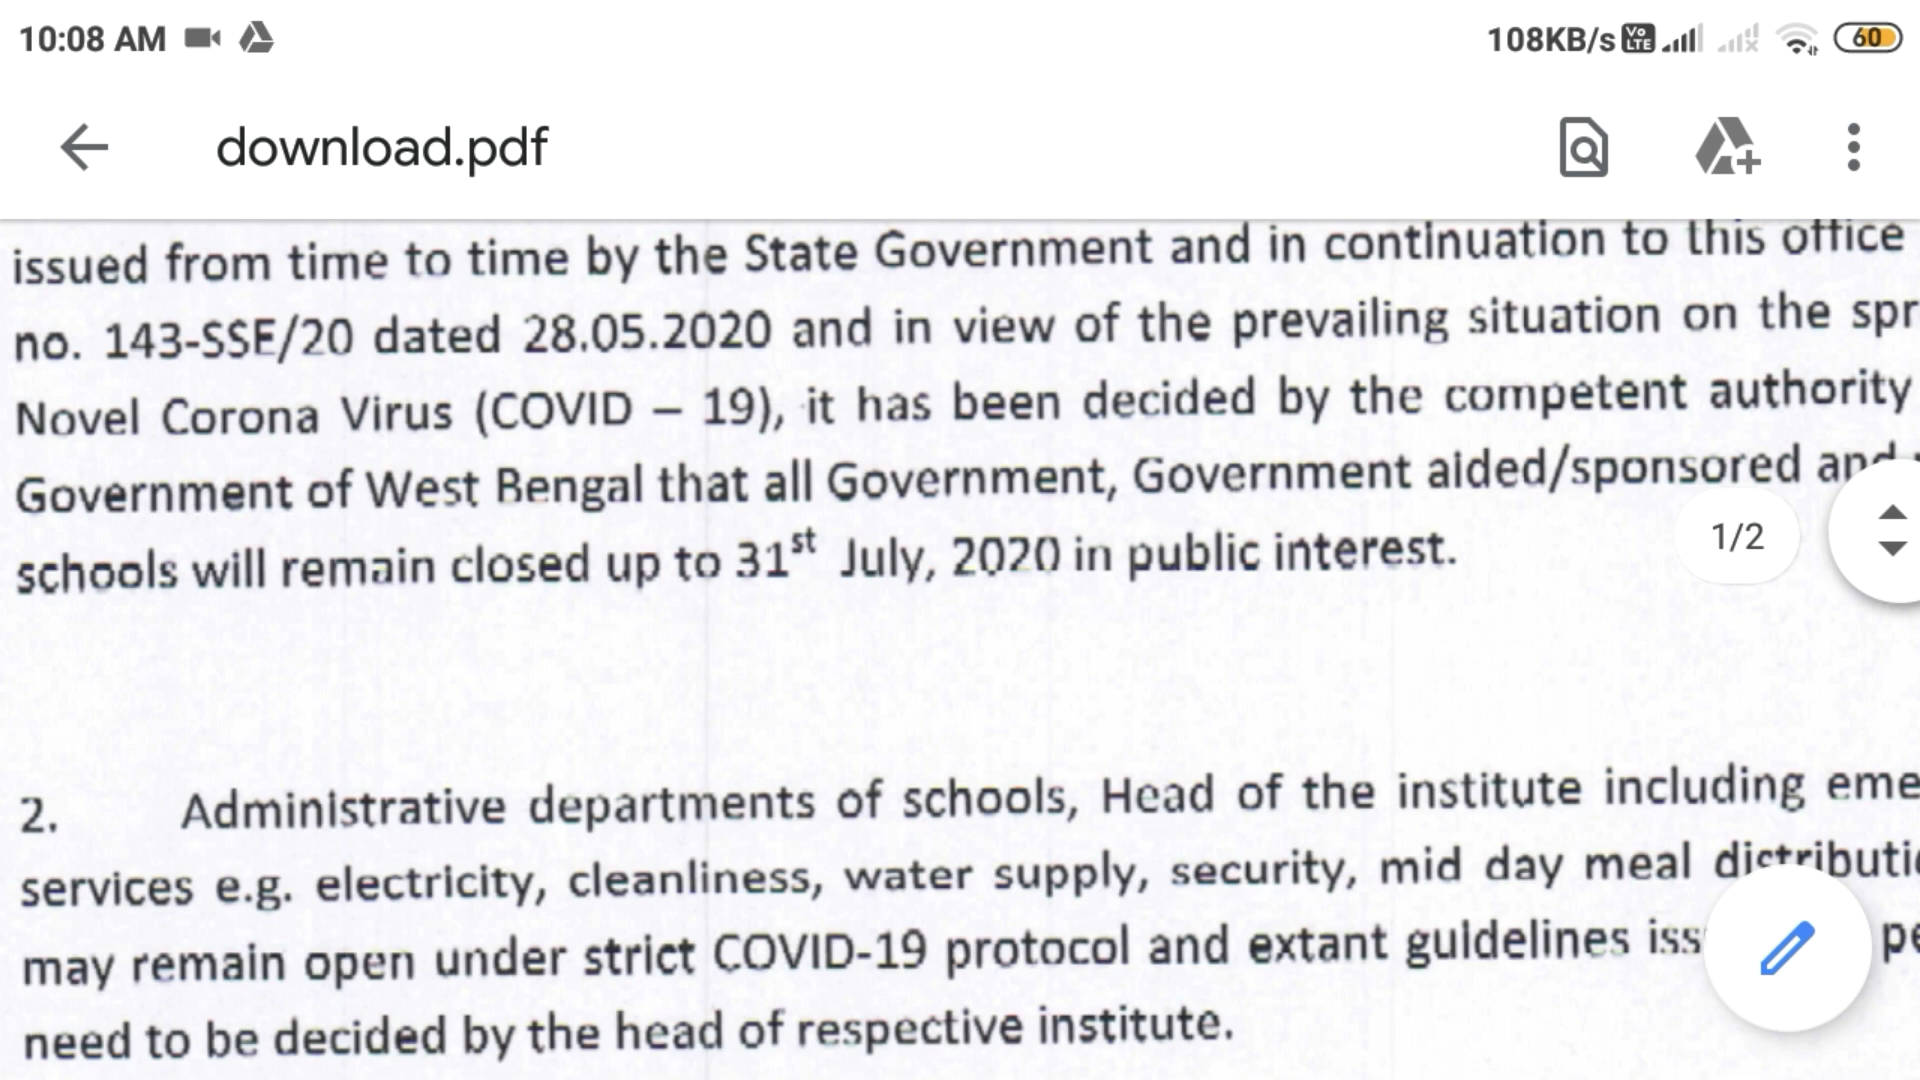 10:08 AM 108KB/s Vo LTE 60
download.pdf
issued from time to time by the State Government and in continuation to this office
no. 143-SSE/20 dated 28.05.2020 and in view of the prevailing situation on the spr
Novel Corona Virus (COVID – 19), it has been decided by the competent authority
Government of West Bengal that all Government, Government aided/sponsored and
schools will remain closed up to 31st July, 2020 in public interest.
1/2
2. Administrative departments of schools, Head of the institute including eme
services e.g. electricity, cleanliness, water supply, security, mid day meal distributi
may remain open under strict COVID-19 protocol and extant guidelines iss pe
need to be decided by the head of respective institute.